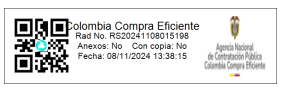 Colombia Compra Eficiente
Rad No. RS20241108015198
Anexos: No Con copia: No
Fecha: 08/11/2024 13:38:15
Agencia Nacional
de Contratación Pública
Colombia Compra Eficiente